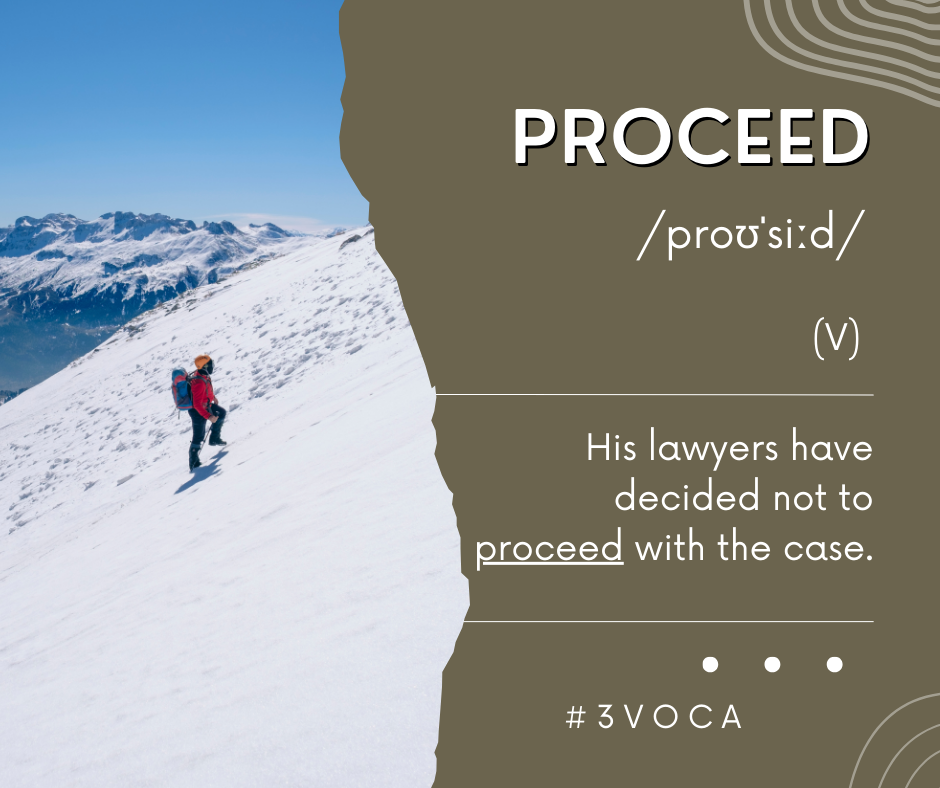 PROCEED
/proʊˈsiːd/
(V)
His lawyers have
decided not to
proceed with the case.
#3VOCA